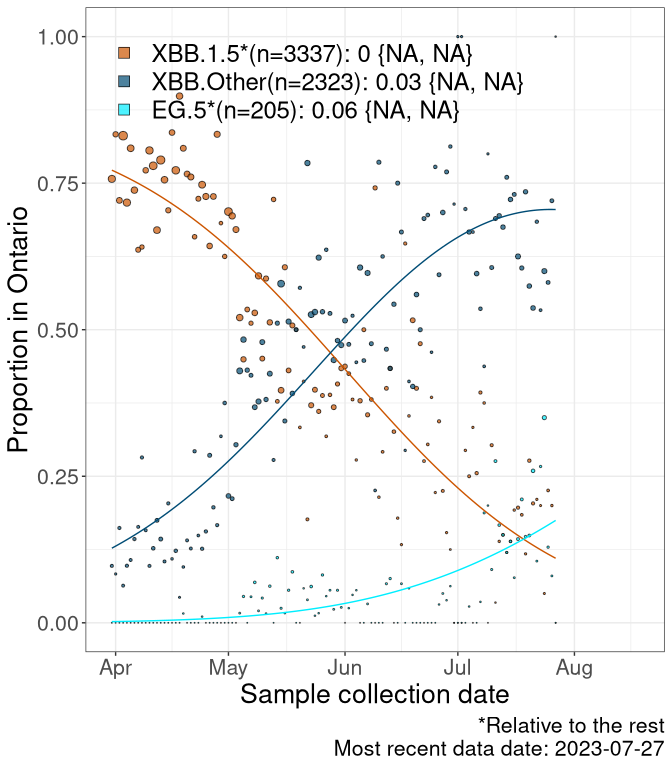 1.00
XBB.1.5*(n=3337): 0 {NA, NA}
XBB.Other(n=2323): 0.03 {NA, NA}
EG.5*(n=205): 0.06 {NA, NA}
0.75
0.50
0.25
0.00
Proportion in Ontario
Apr May Jun Jul Aug
Sample collection date
*Relative to the rest
Most recent data date: 2023-07-27